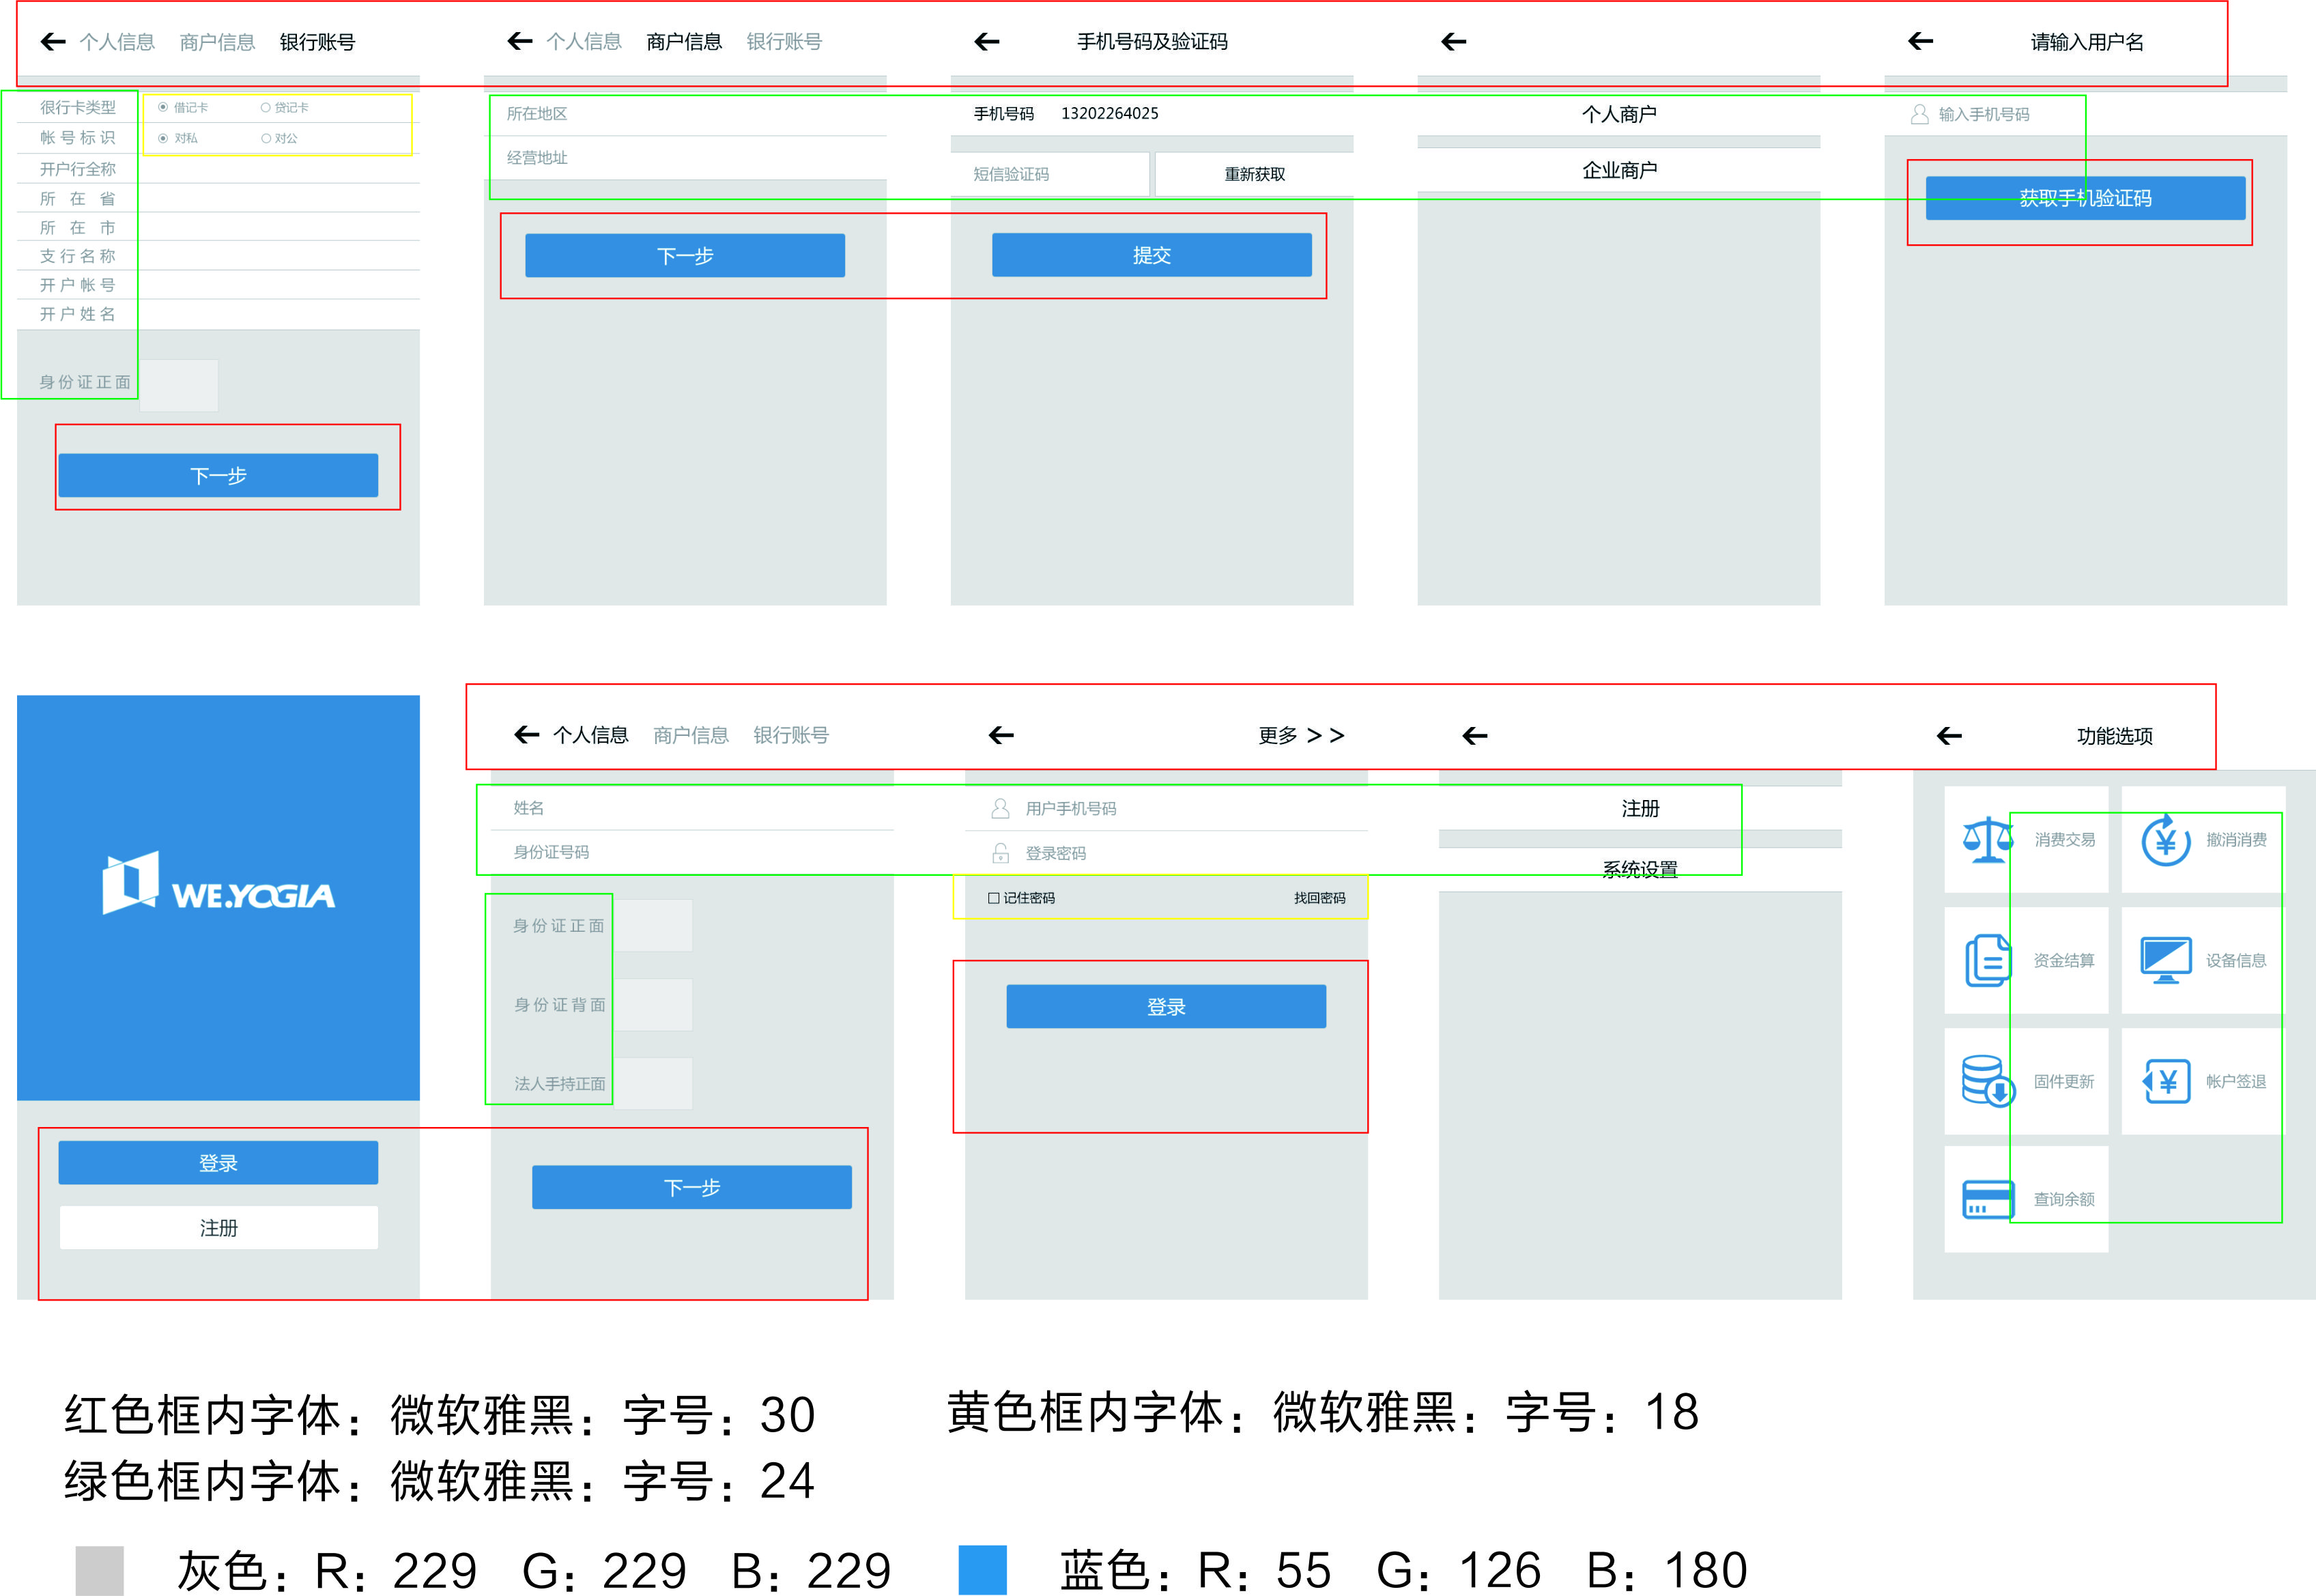 个人信息 商户信息 银行账号
很行卡类型 借记卡 贷记卡
帐号标识 对私 对公
开户行全称
所在省
所在市
支行名称
开户帐号
开户姓名
身份证正面
下一步
个人信息 商户信息 银行账号
所在地区
经营地址
下一步
手机号码及验证码
手机号码 13202264025
短信验证码 重新获取
提交
个人商户
企业商户
请输入用户名
输入手机号码
获取手机验证码
WE.YOGIA
登录
注册
个人信息 商户信息 银行账号
姓名
身份证号码
身份证正面
身份证背面
法人手持正面
下一步
更多 >>
用户手机号码
登录密码
记住密码 找回密码
登录
注册
系统设置
功能选项
消费交易 撤消消费
资金结算 设备信息
固件更新 帐户签退
查询余额
红色框内字体：微软雅黑：字号：30
黄色框内字体：微软雅黑：字号：18
绿色框内字体：微软雅黑：字号：24
灰色：R：229 G：229 B：229
蓝色：R：55 G：126 B：180